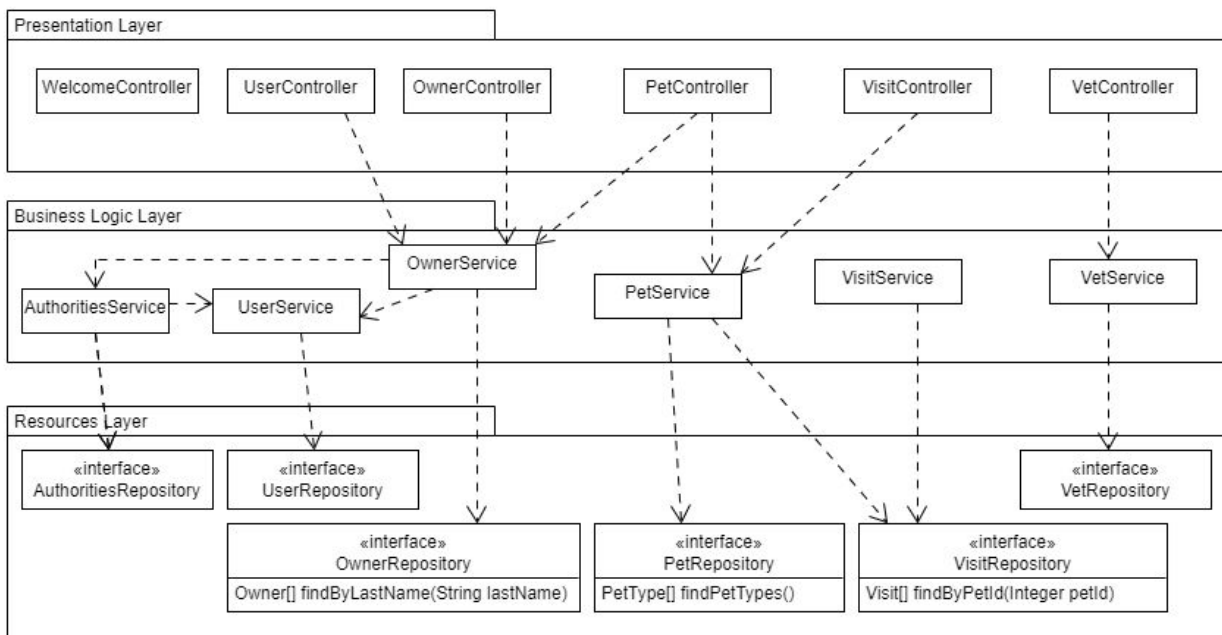 Presentation Layer
WelcomeController
UserController
OwnerController
PetController
VisitController
VetController
Business Logic Layer
OwnerService
AuthoritiesService
UserService
PetService
VisitService
VetService
Resources Layer
«interface»
AuthoritiesRepository
«interface»
UserRepository
«interface»
VetRepository
«interface»
OwnerRepository
Owner[] findByLastName(String lastName)
«interface»
PetRepository
PetType[] findPetTypes()
«interface»
VisitRepository
Visit[] findByPetId(Integer petId)